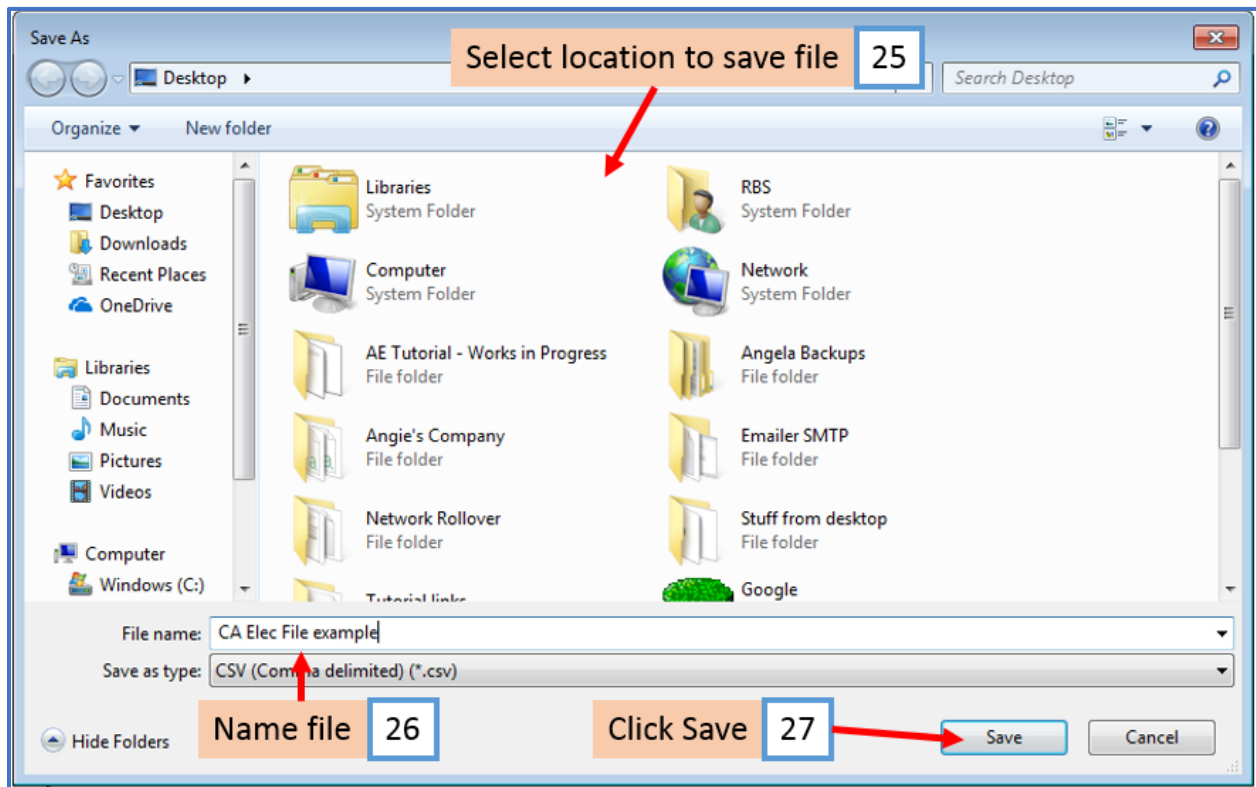 Save As
Select location to save file 25
Desktop
Search Desktop
Organize New folder
Favorites
Desktop
Downloads
Recent Places
OneDrive
Libraries
Documents
Music
Pictures
Videos
Computer
Windows (C:)
Libraries
System Folder
RBS
System Folder
Computer
System Folder
Network
System Folder
AE Tutorial - Works in Progress
File folder
Angela Backups
File folder
Angie's Company
File folder
Emailer SMTP
File folder
Network Rollover
File folder
Stuff from desktop
File folder
Tutorial links
Google
File name: CA Elec File example
Save as type: CSV (Comma delimited) (*.csv)
Name file 26
Click Save 27
Hide Folders
Save
Cancel